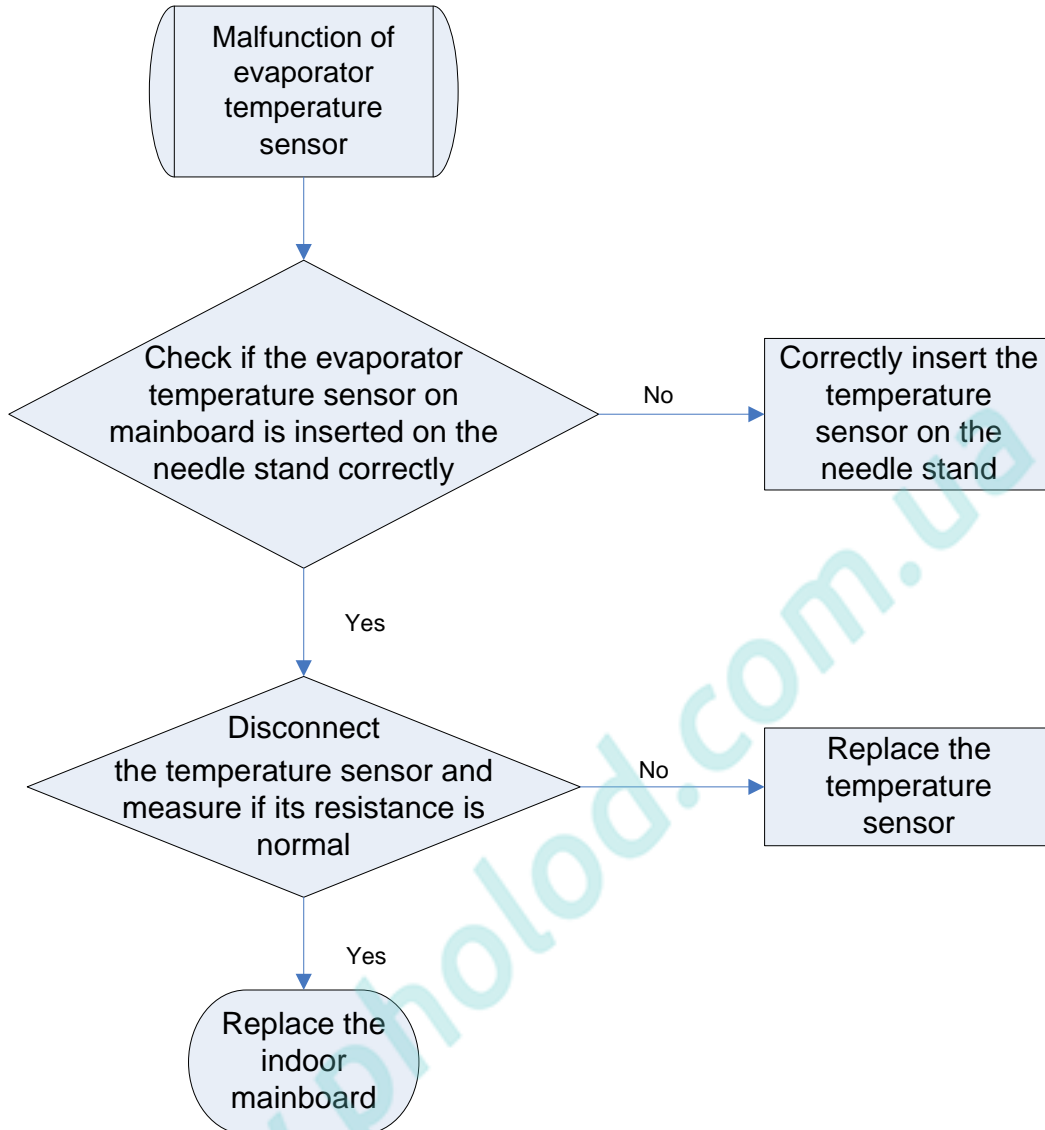 Malfunction of
evaporator
temperature
sensor
Check if the evaporator
temperature sensor on
mainboard is inserted on the
needle stand correctly
No
Correctly insert the
temperature
sensor on the
needle stand
Yes
Disconnect
the temperature sensor and
measure if its resistance is
normal
No
Replace the
temperature
sensor
Yes
Replace the
indoor
mainboard
pholod.com.ua